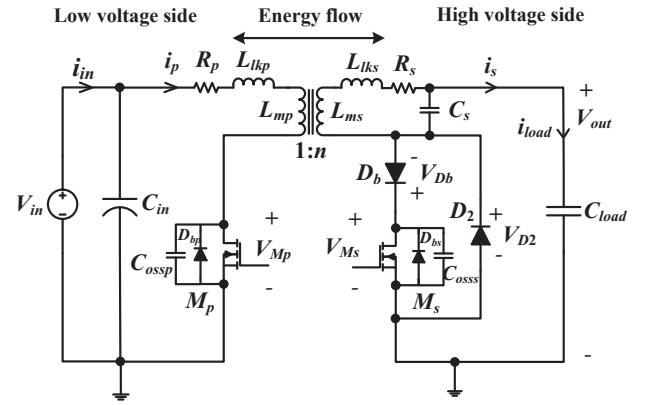 Low voltage side
Energy flow
High voltage side
i_in
i_p
R_p
L_lkp
L_lks
R_s
i_s
+
L_mp
L_ms
C_s
V_out
i_load
1:n
D_b
-
V_Db
+
V_in
+
-
C_in
D_bp
C_ossp
+
V_Mp
-
M_p
+
V_Ms
-
D_bs
C_osss
M_s
D_2
+
V_D2
-
C_load
-